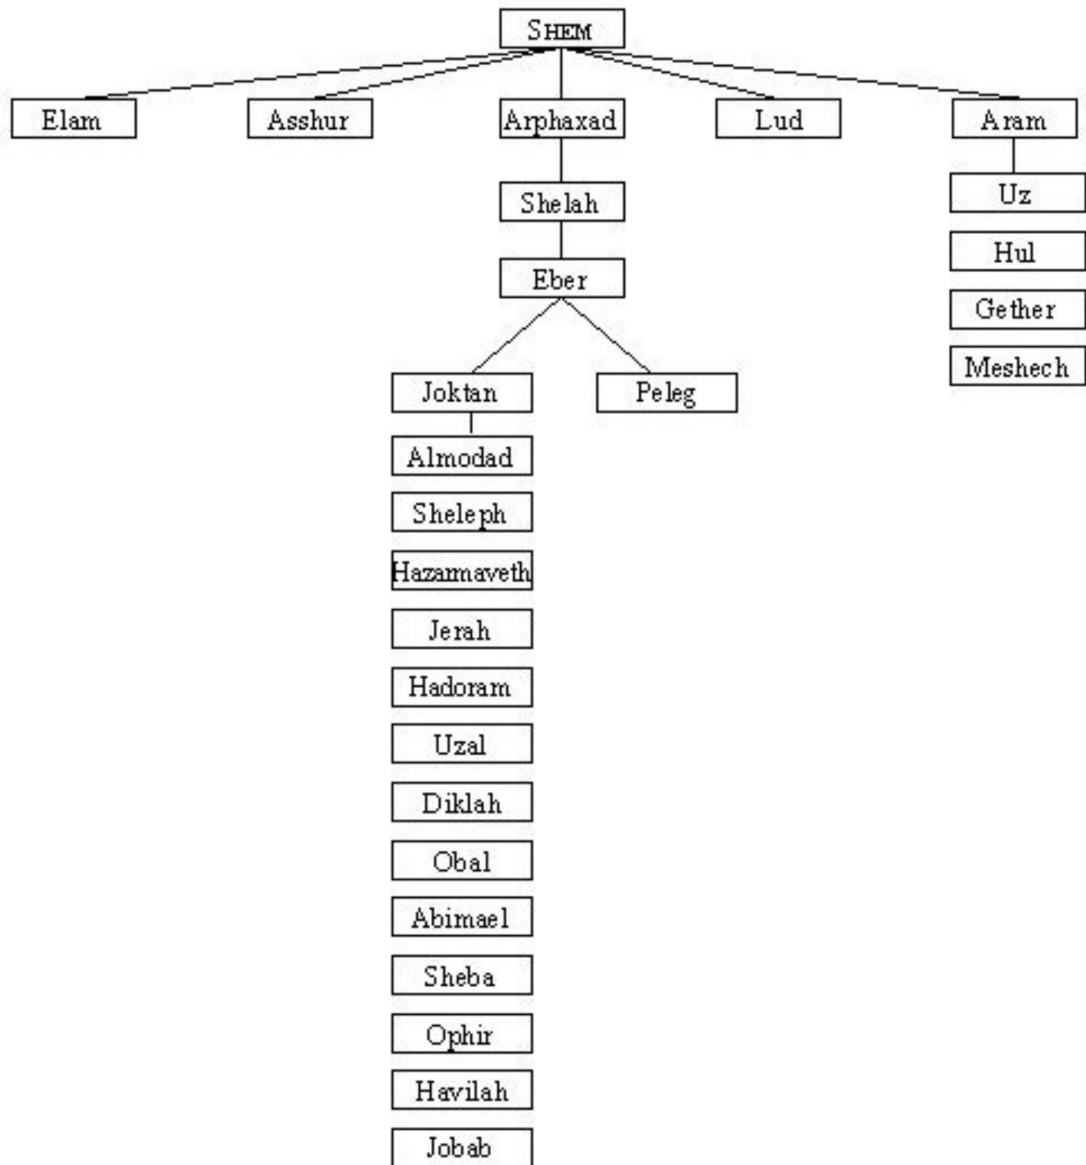 SHEM
Elam Asshur Arphaxad Lud Aram
Shelah Uz
Eber Hul
Gether
Meshech
Joktan Peleg
Almodad
Sheleph
Hazarmaveth
Jerah
Hadoram
Uzal
Diklah
Obal
Abimael
Sheba
Ophir
Havilah
Jobab